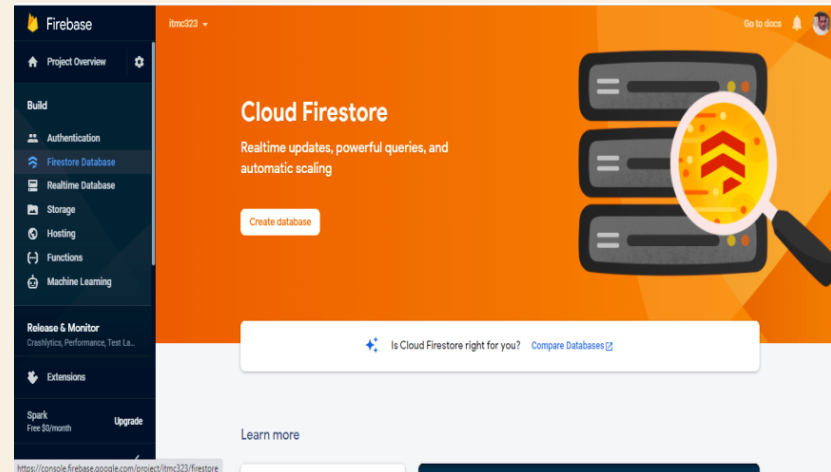 Firebase
Project Overview
Build
Authentication
Firestore Database
Realtime Database
Storage
Hosting
Functions
Machine Learning
Release & Monitor
Crashlytics, Performance, Test La...
Extensions
Spark
Free $0/month
Upgrade
https://console.firebase.google.com/project/itmc323/firestore
itmc323
Go to docs
Cloud Firestore
Realtime updates, powerful queries, and
automatic scaling
Create database
Is Cloud Firestore right for you? Compare Databases
Learn more